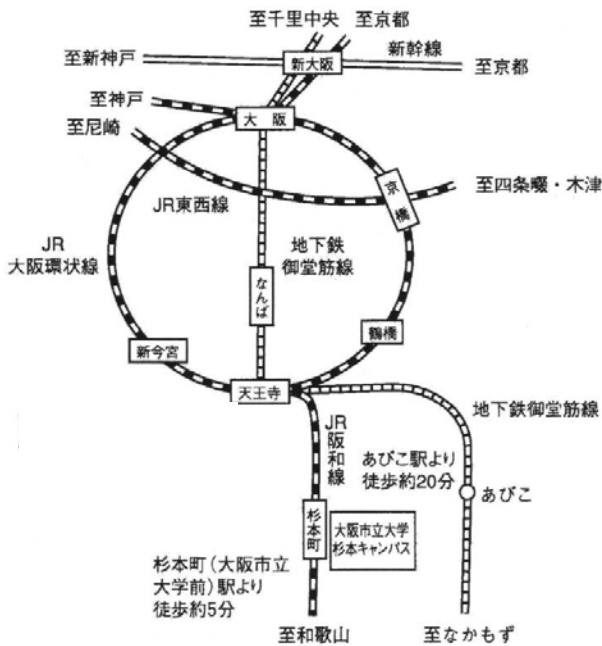 至千里中央 至京都
至新神戸
新大阪
新幹線
至京都
至神戸
大阪
至尼崎
京橋
至四条畷・木津
JR東西線
JR
大阪環状線
地下鉄
御堂筋線
なんば
新今宮
鶴橋
天王寺
地下鉄御堂筋線
JR阪和線
あびこ駅より
徒歩約20分
あびこ
杉本町
大阪市立大学
杉本キャンパス
杉本町(大阪市立
大学前)駅より
徒歩約5分
至和歌山
至なかもず